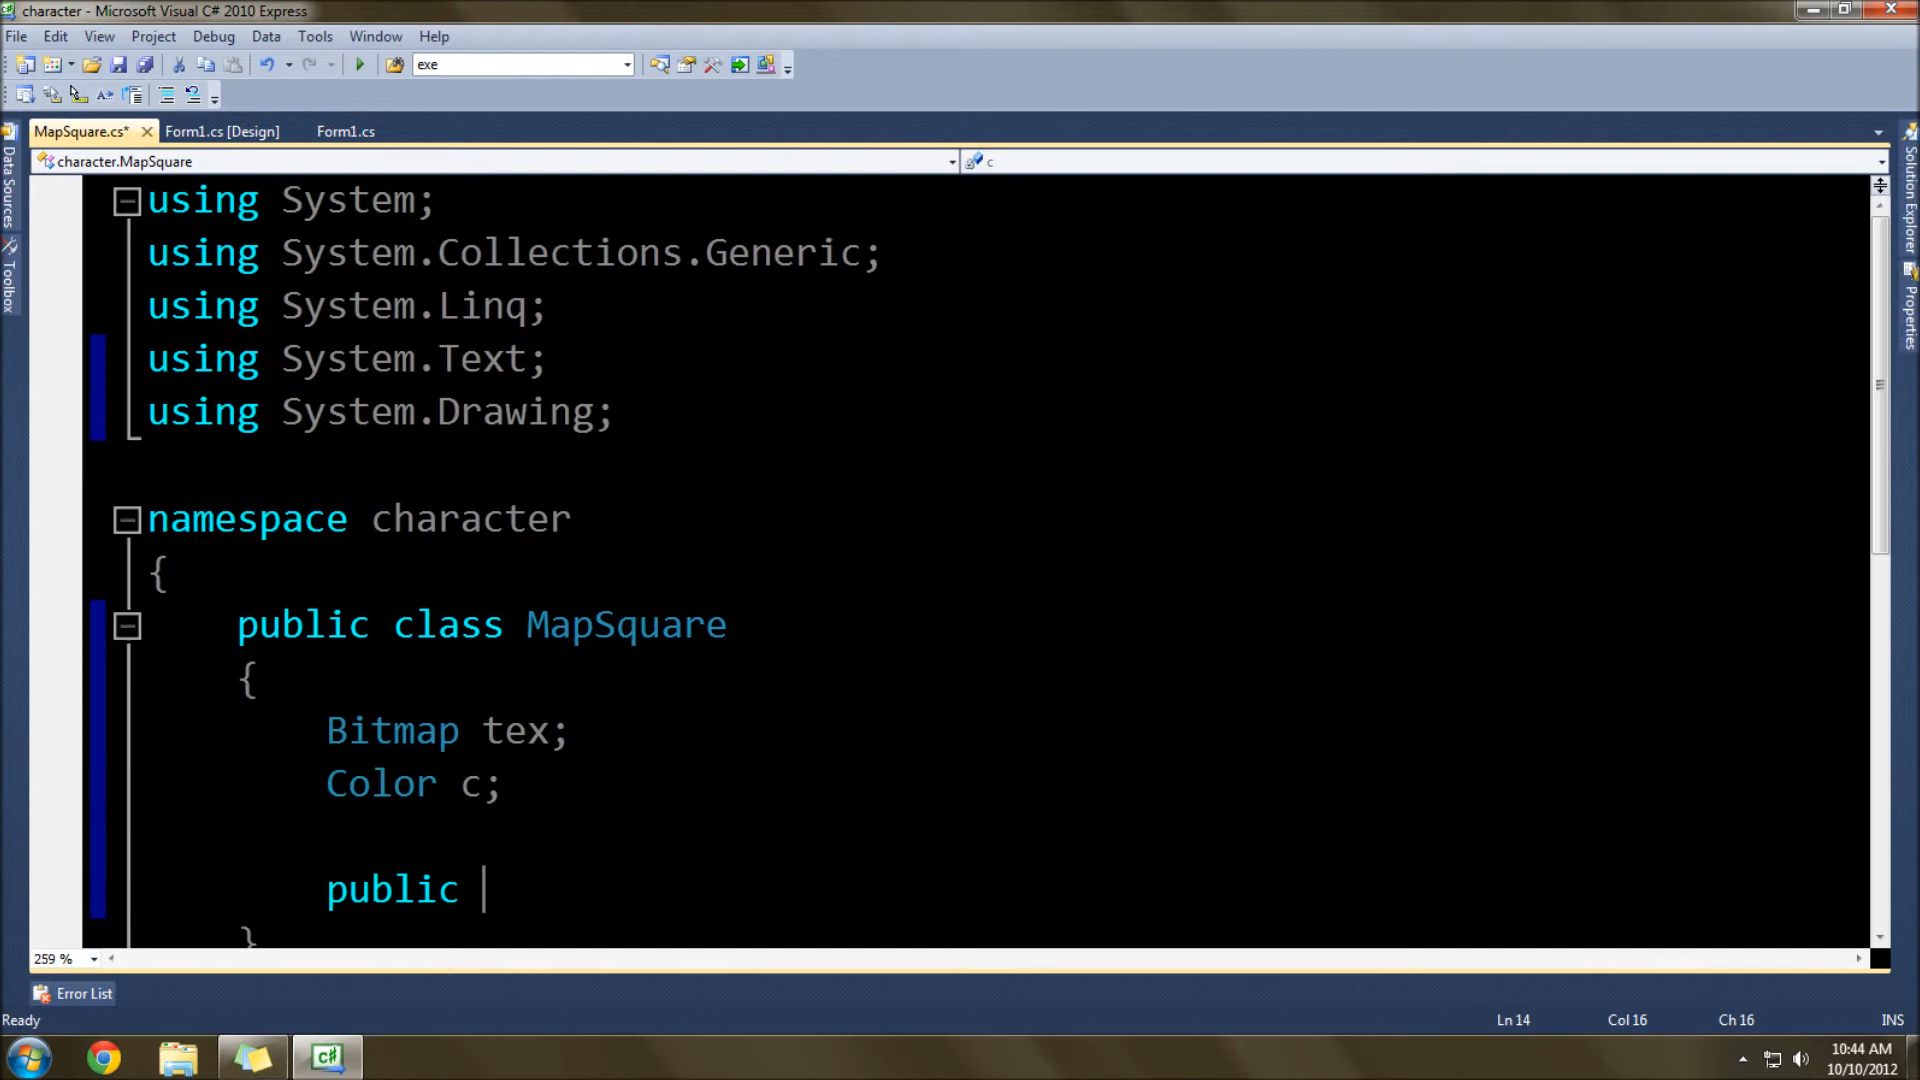 character - Microsoft Visual C# 2010 Express
File Edit View Project Debug Data Tools Window Help
exe
MapSquare.cs* Form1.cs [Design] Form1.cs
character.MapSquare c
Data Sources
Toolbox
Solution Explorer
Properties
using System;
using System.Collections.Generic;
using System.Linq;
using System.Text;
using System.Drawing;
namespace character
{
public class MapSquare
{
Bitmap tex;
Color c;
public
}
259 %
Error List
Ready Ln 14 Col 16 Ch 16 INS
C#
10:44 AM
10/10/2012